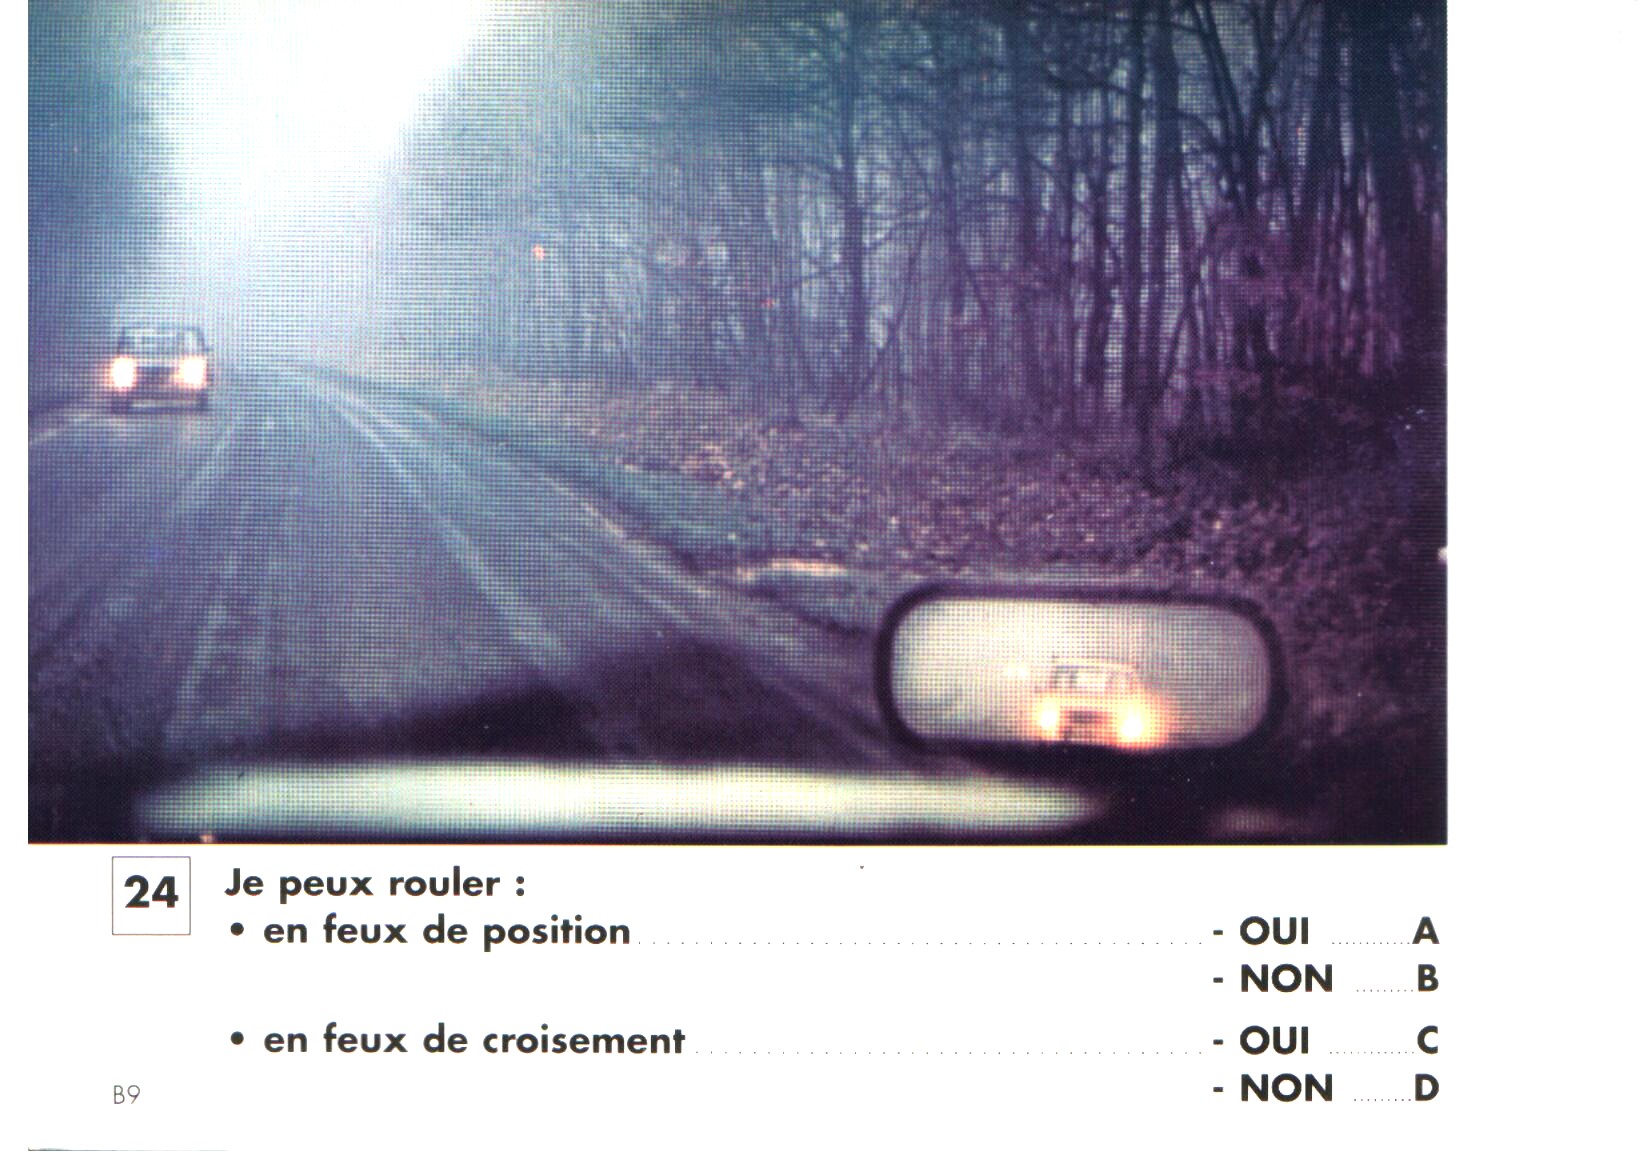 24 Je peux rouler :
• en feux de position - OUI A
- NON B
• en feux de croisement - OUI C
- NON D
B9